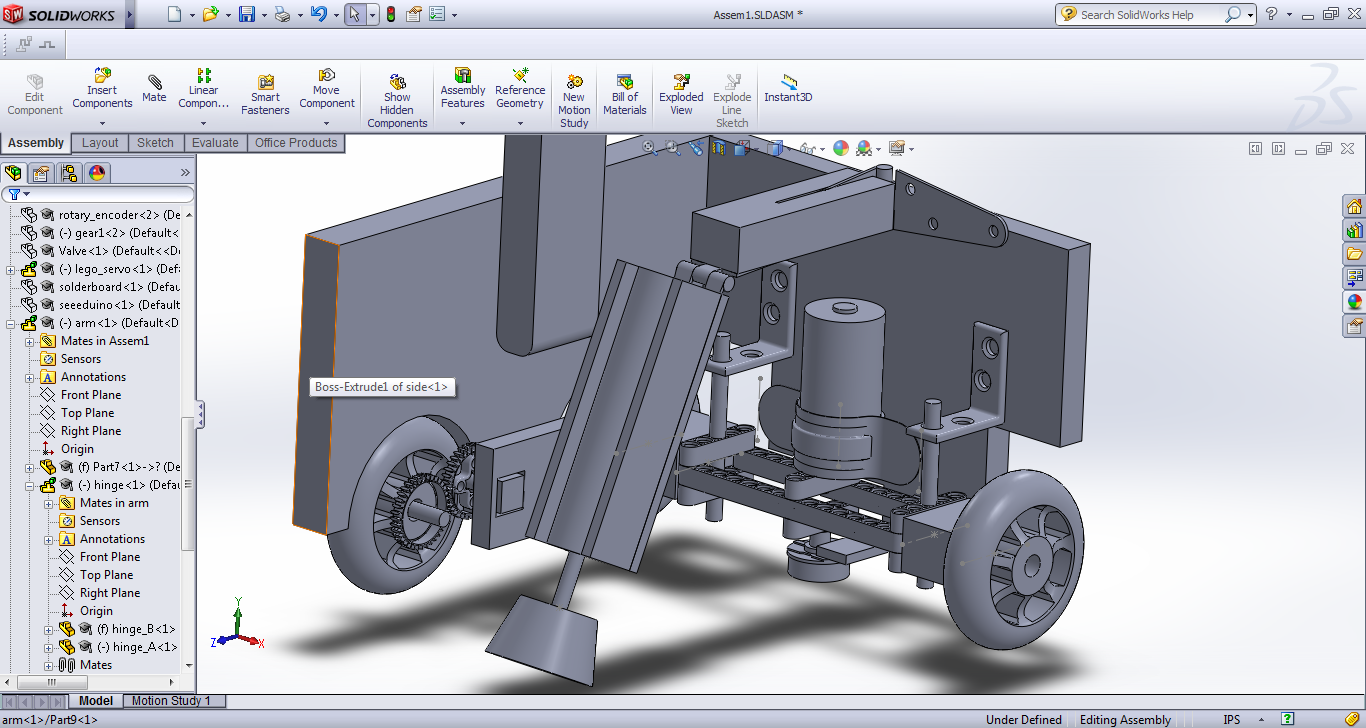 SOLIDWORKS
Assem1.SLDASM *
Search SolidWorks Help
Edit
Component
Insert
Components
Mate
Linear
Compon...
Smart
Fasteners
Move
Component
Show
Hidden
Components
Assembly
Features
Reference
Geometry
New
Motion
Study
Bill of
Materials
Exploded
View
Explode
Line
Sketch
Instant3D
Assembly
Layout
Sketch
Evaluate
Office Products
rotary_encoder<2> (De
(-) gear1<2> (Default<
Valve<1> (Default<<D
(-) lego_servo<1> (Def
solderboard<1> (Defau
seeeduino<1> (Default
(-) arm<1> (Default<D
Mates in Assem1
Sensors
Annotations
Front Plane
Top Plane
Right Plane
Origin
(f) Part7<1>->? (De
(-) hinge<1> (Defau
Mates in arm
Sensors
Annotations
Front Plane
Top Plane
Right Plane
Origin
(f) hinge_B<1>
(-) hinge_A<1>
Mates
Boss-Extrude1 of side<1>
Y
Z
X
Model
Motion Study 1
arm<1>/Part9<1>
Under Defined
Editing Assembly
IPS